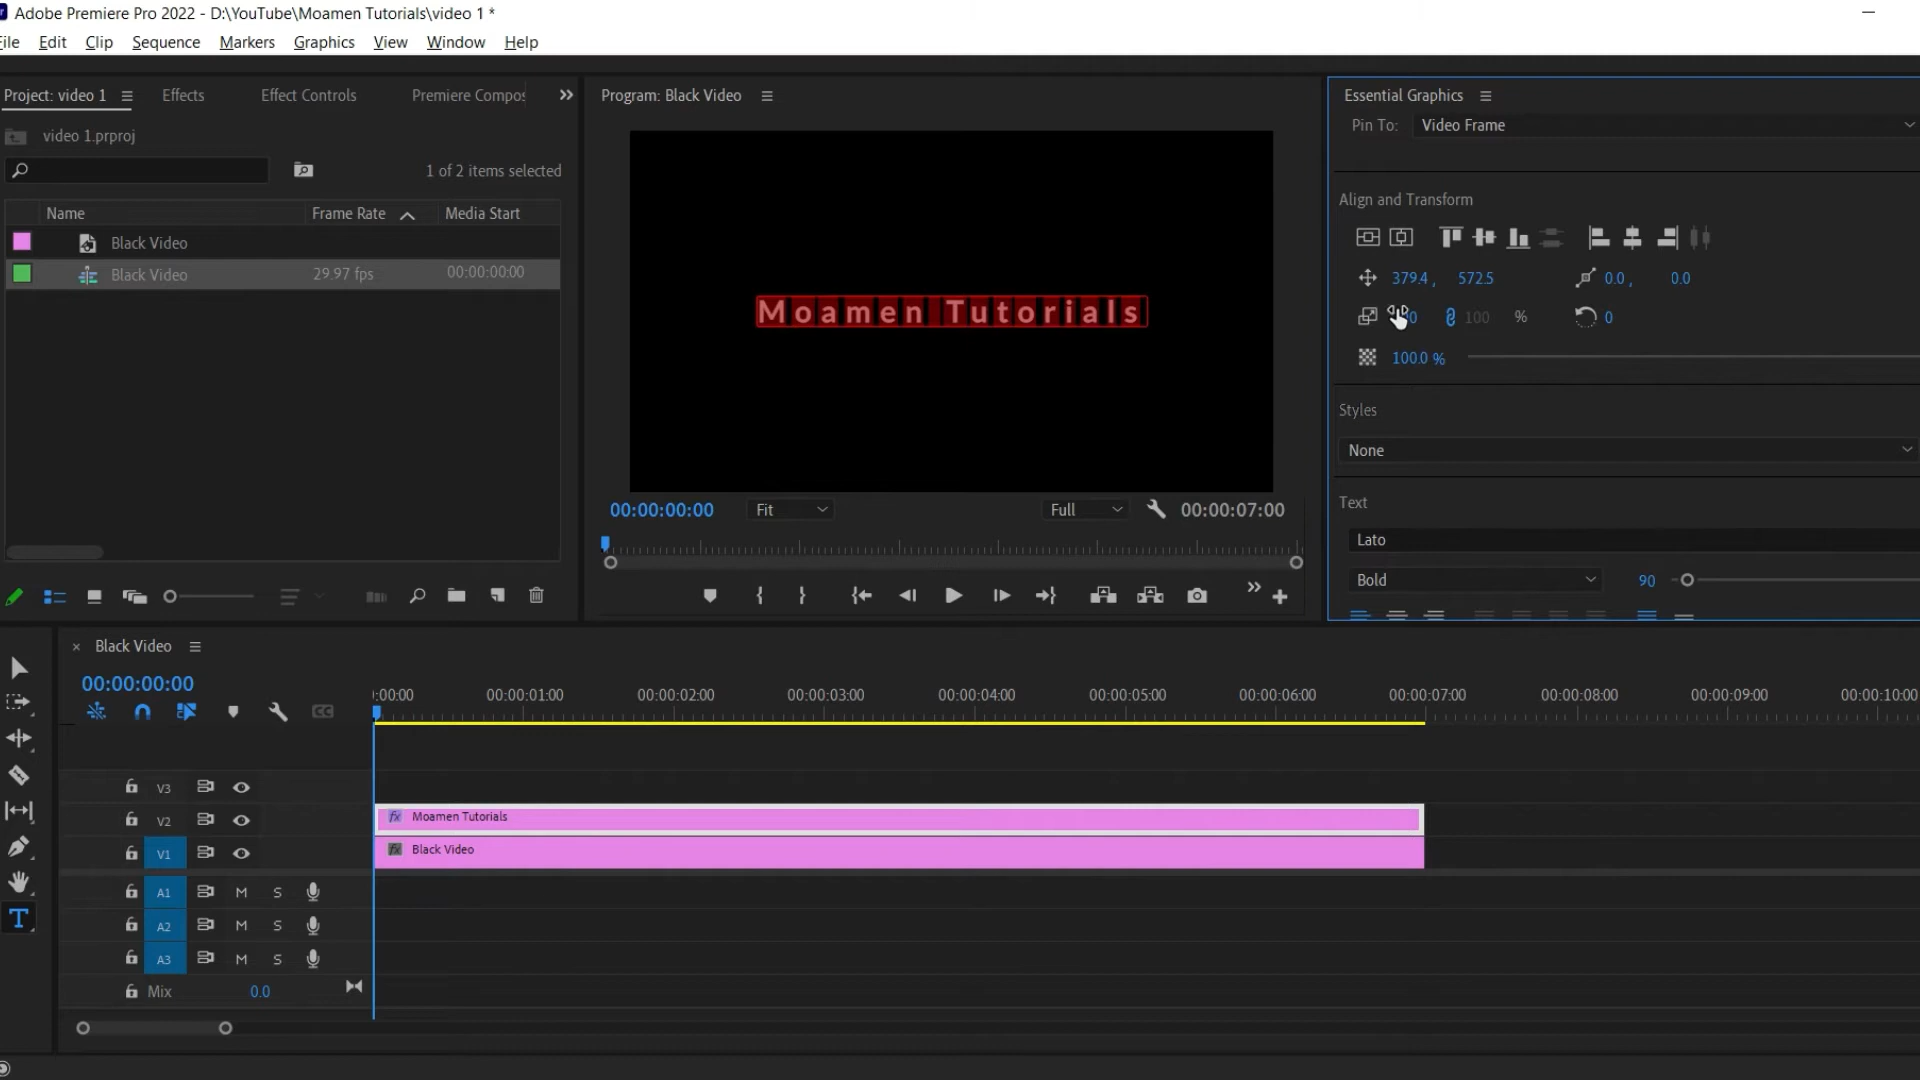 Adobe Premiere Pro 2022 - D:\YouTube\Moamen Tutorials\video 1 *
File Edit Clip Sequence Markers Graphics View Window Help
Project: video 1 Effects Effect Controls Premiere Compos
video 1.prproj
1 of 2 items selected
Name Frame Rate Media Start
Black Video
Black Video 29.97 fps 00:00:00:00
Program: Black Video
Moamen Tutorials
00:00:00:00 Fit Full 00:00:07:00
Essential Graphics
Pin To: Video Frame
Align and Transform
379.4 , 572.5 0.0 , 0.0
100 % 0
100.0 %
Styles
None
Text
Lato
Bold 90
Black Video
00:00:00:00
:00:00 00:00:01:00 00:00:02:00 00:00:03:00 00:00:04:00 00:00:05:00 00:00:06:00 00:00:07:00 00:00:08:00 00:00:09:00 00:00:10:00
V3
V2 fx Moamen Tutorials
V1 fx Black Video
A1 M S
A2 M S
A3 M S
Mix 0.0